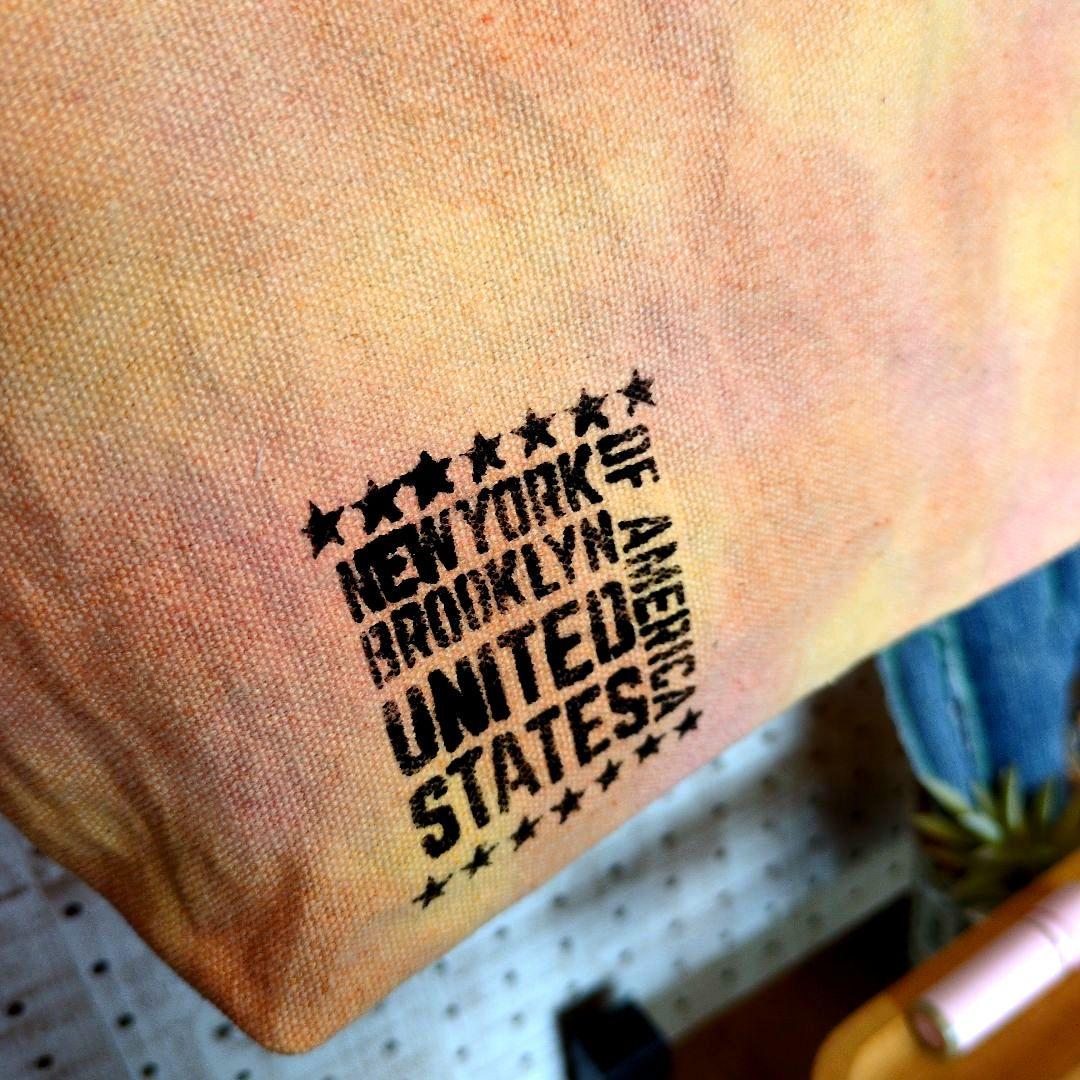 NEW YORK
BROOKLYN
UNITED
STATES
OF AMERICA